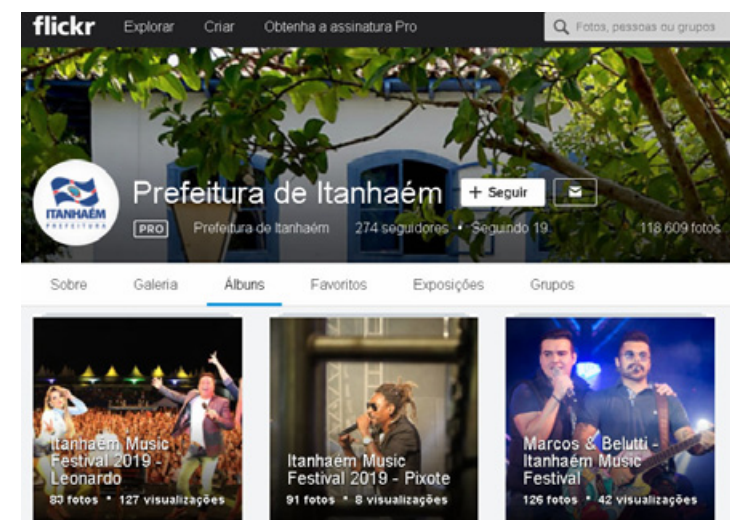 flickr Explorar Criar Obtenha a assinatura Pro Fotos, pessoas ou grupos
Prefeitura de Itanhaém + Seguir
ITANHAÉM
PREFEITURA
PRO Prefeitura de Itanhaém 274 seguidores • Seguindo 19 118.609 fotos
Sobre Galeria Álbuns Favoritos Exposições Grupos
Itanhaém Music
Festival 2019 -
Leonardo
83 fotos • 127 visualizações
Itanhaém Music
Festival 2019 - Pixote
91 fotos • 8 visualizações
Marcos & Belutti -
Itanhaém Music
Festival
126 fotos • 42 visualizações